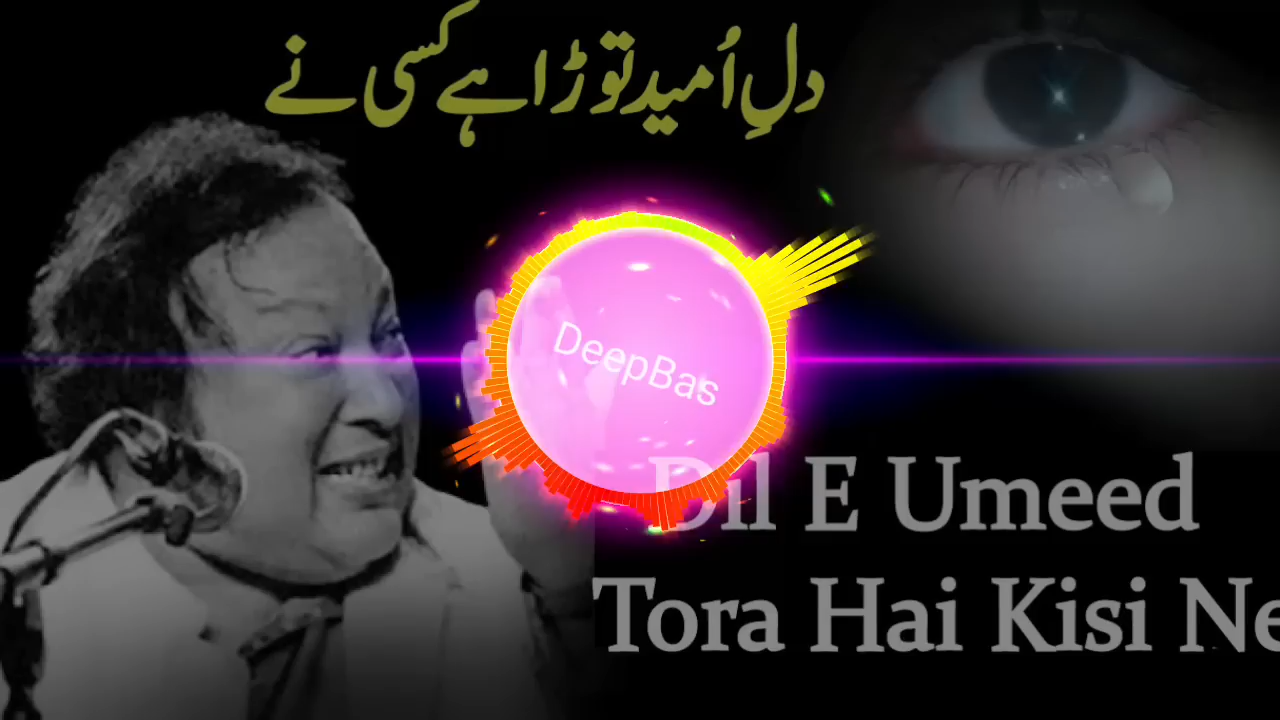 دلِ اُمید توڑا ہے کسی نے
DeepBas
Dil E Umeed
Tora Hai Kisi Ne